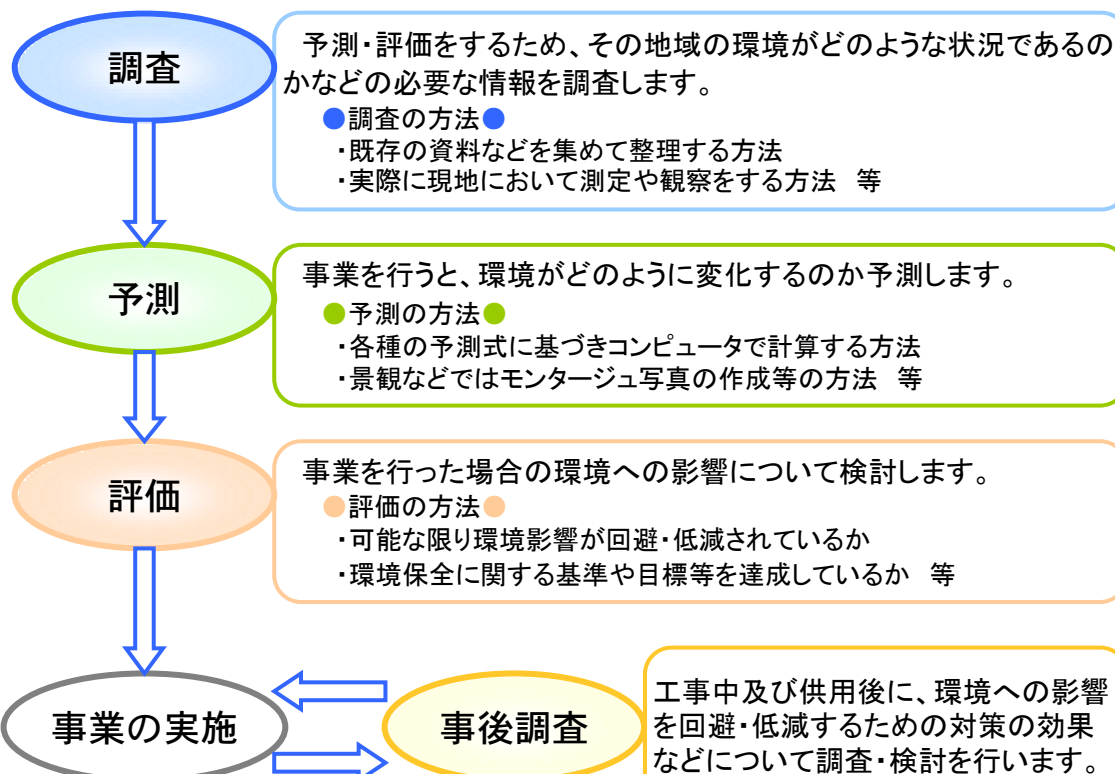 調査
予測・評価をするため、その地域の環境がどのような状況であるの
かなどの必要な情報を調査します。
●調査の方法●
・既存の資料などを集めて整理する方法
・実際に現地において測定や観察をする方法　等
予測
事業を行うと、環境がどのように変化するのか予測します。
●予測の方法●
・各種の予測式に基づきコンピュータで計算する方法
・景観などではモンタージュ写真の作成等の方法　等
評価
事業を行った場合の環境への影響について検討します。
●評価の方法●
・可能な限り環境影響が回避・低減されているか
・環境保全に関する基準や目標等を達成しているか　等
事業の実施
事後調査
工事中及び供用後に、環境への影響
を回避・低減するための対策の効果
などについて調査・検討を行います。